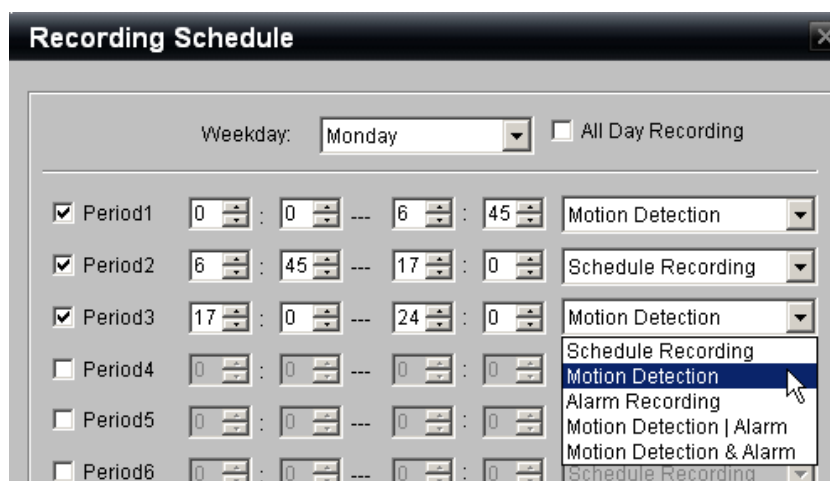 Recording Schedule
Weekday: Monday All Day Recording
Period1 0 : 0 --- 6 : 45 Motion Detection
Period2 6 : 45 --- 17 : 0 Schedule Recording
Period3 17 : 0 --- 24 : 0 Motion Detection
Schedule Recording
Period4 0 : 0 --- 0 : 0 Motion Detection
Alarm Recording
Period5 0 : 0 --- 0 : 0 Motion Detection | Alarm
Motion Detection & Alarm
Period6 0 : 0 --- 0 : 0 Schedule Recording